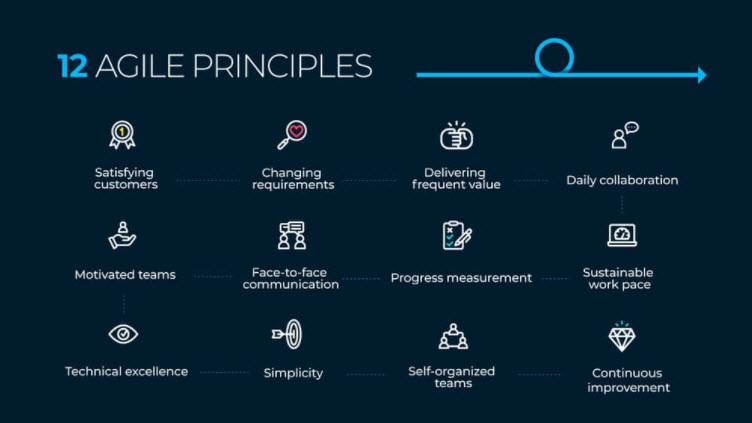 12 AGILE PRINCIPLES
1
Satisfying
customers
Changing
requirements
Delivering
frequent value
Daily collaboration
Motivated teams
Face-to-face
communication
Progress measurement
Sustainable
work pace
Technical excellence
Simplicity
Self-organized
teams
Continuous
improvement